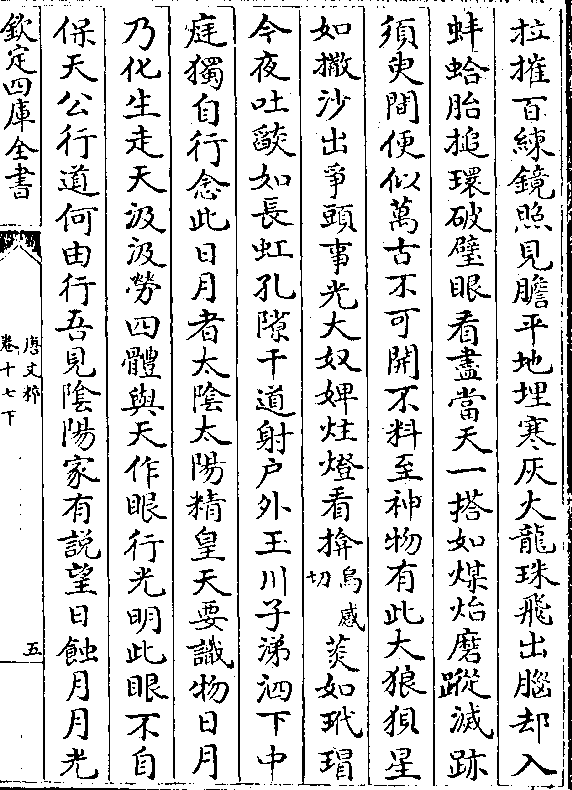 拉摧百練鏡照見膽平地埋寒灰大龍珠飛出腦却入
蚌蛤胎搥環破璧眼看盡當天一搭如煤炲磨蹤滅跡
須臾間便似萬古不可開不料至神物有此大狼狽星
如撒沙出爭頭事光大奴婢炷燈看揜烏感切菼如玳瑁
今夜吐燄如長虹孔隙干道射户外玉川子涕泗下中
庭獨自行念此日月者太陰太陽精皇天要識物日月
乃化生走天汲汲勞四體與天作眼行光明此眼不自
保天公行道何由行吾見陰陽家有説望日蝕月月光
欽定四庫全書
唐文粹
卷十七下
五